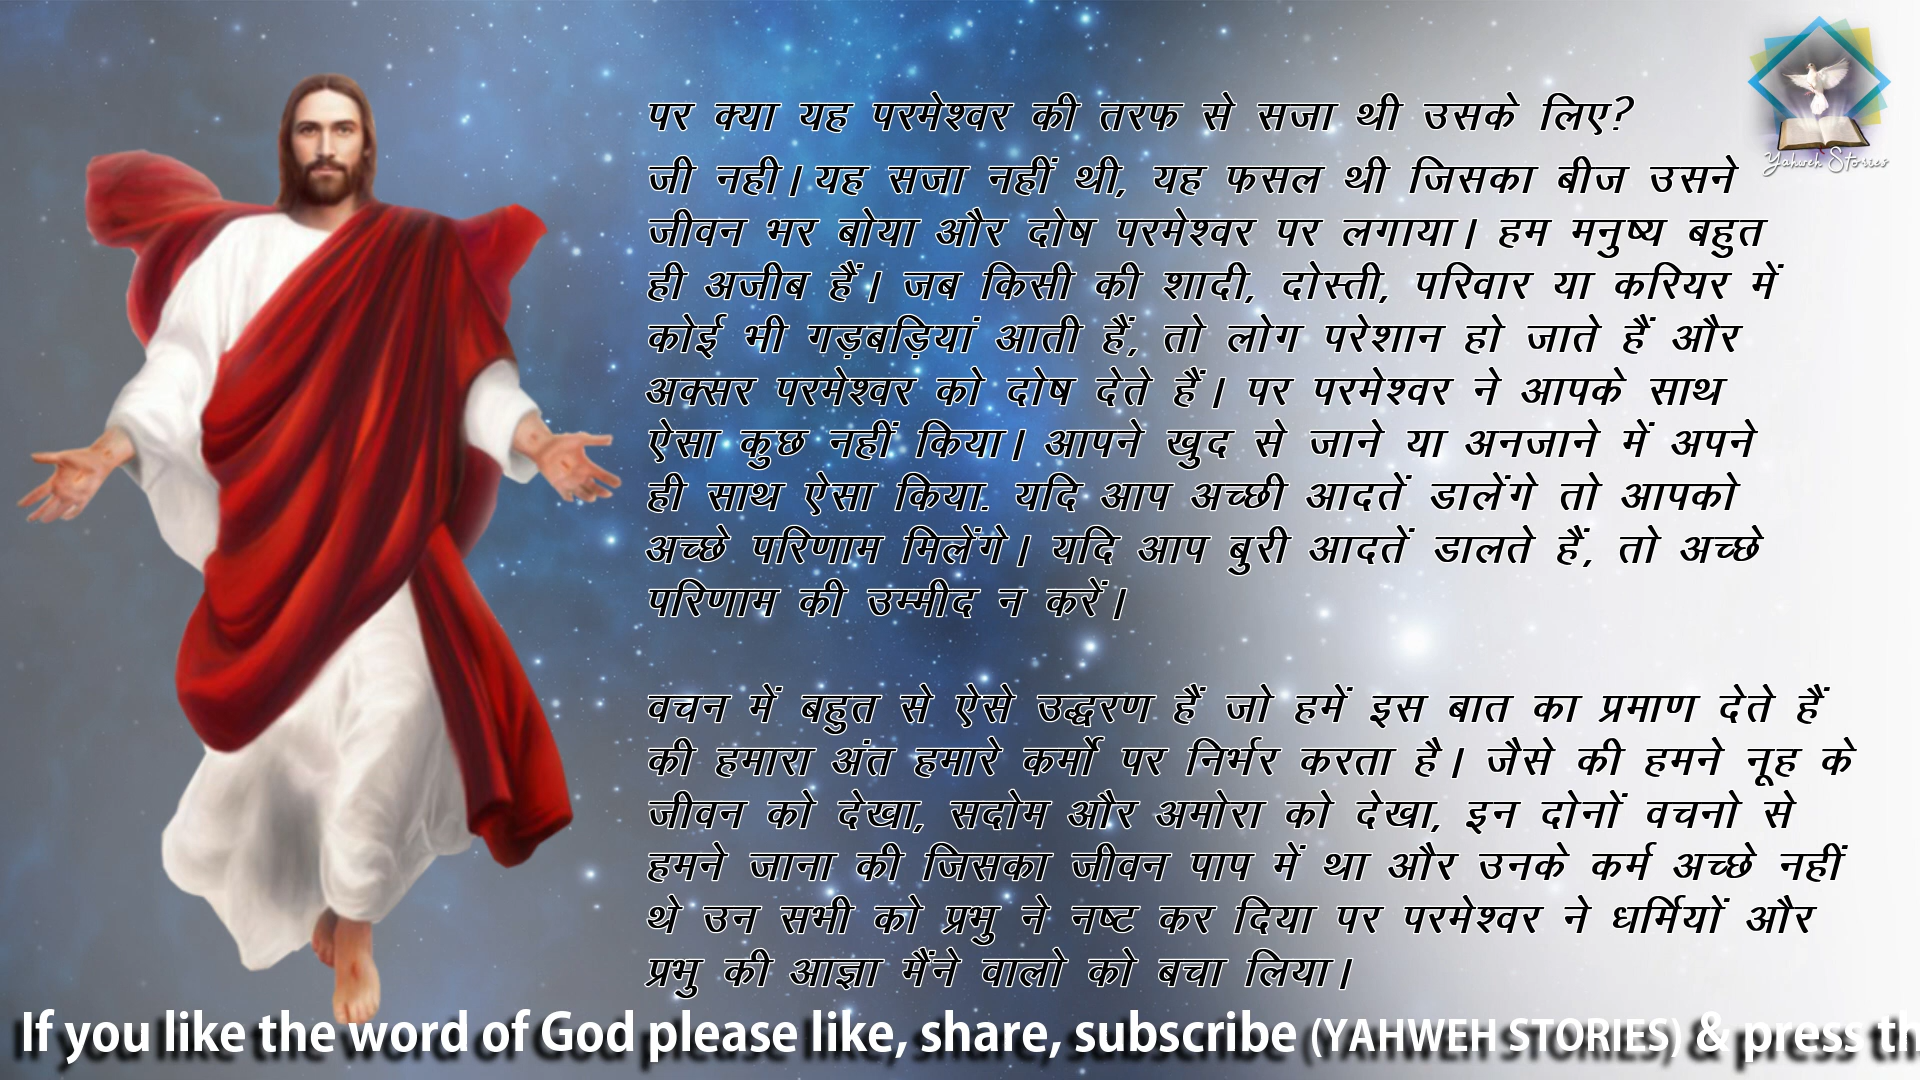 Yahweh Stories
पर क्या यह परमेश्वर की तरफ से सजा थी उसके लिए?
जी नही। यह सजा नहीं थी, यह फसल थी जिसका बीज उसने
जीवन भर बोया और दोष परमेश्वर पर लगाया। हम मनुष्य बहुत
ही अजीब हैं। जब किसी की शादी, दोस्ती, परिवार या करियर में
कोई भी गड़बड़ियां आती हैं, तो लोग परेशान हो जाते हैं और
अक्सर परमेश्वर को दोष देते हैं। पर परमेश्वर ने आपके साथ
ऐसा कुछ नहीं किया। आपने खुद से जाने या अनजाने में अपने
ही साथ ऐसा किया. यदि आप अच्छी आदतें डालेंगे तो आपको
अच्छे परिणाम मिलेंगे। यदि आप बुरी आदतें डालते हैं, तो अच्छे
परिणाम की उम्मीद न करें।
वचन में बहुत से ऐसे उद्धरण हैं जो हमें इस बात का प्रमाण देते हैं
की हमारा अंत हमारे कर्मो पर निर्भर करता है। जैसे की हमने नूह के
जीवन को देखा, सदोम और अमोरा को देखा, इन दोनों वचनो से
हमने जाना की जिसका जीवन पाप में था और उनके कर्म अच्छे नहीं
थे उन सभी को प्रभु ने नष्ट कर दिया पर परमेश्वर ने धर्मियों और
प्रभु की आज्ञा मैंने वालो को बचा लिया।
If you like the word of God please like, share, subscribe (YAHWEH STORIES) & press th